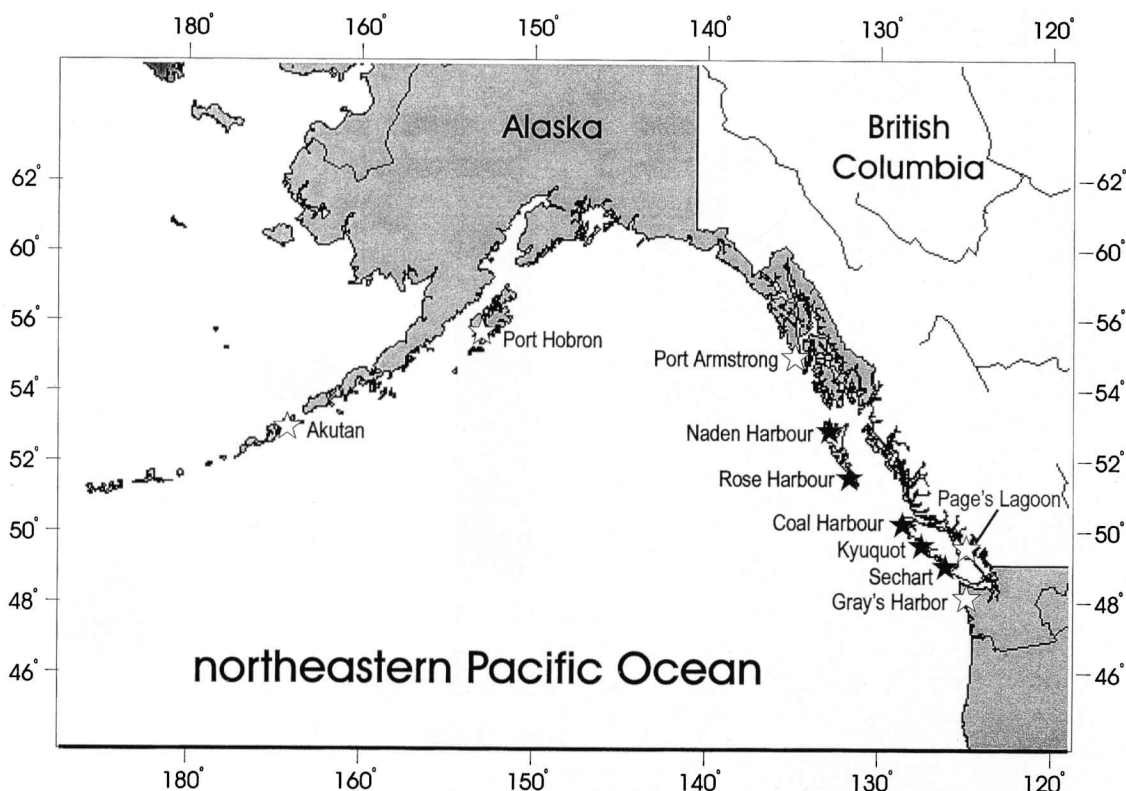 180° 160° 150° 140° 130° 120°
Alaska
British
Columbia
62° 62°
60° 60°
58° 58°
56° 56°
Port Hobron
Port Armstrong
54° 54°
Akutan
Naden Harbour
52° 52°
Rose Harbour
Page's Lagoon
Coal Harbour
50° 50°
Kyuquot
Sechart
Gray's Harbor
48° 48°
46° 46°
northeastern Pacific Ocean
180° 160° 150° 140° 130° 120°